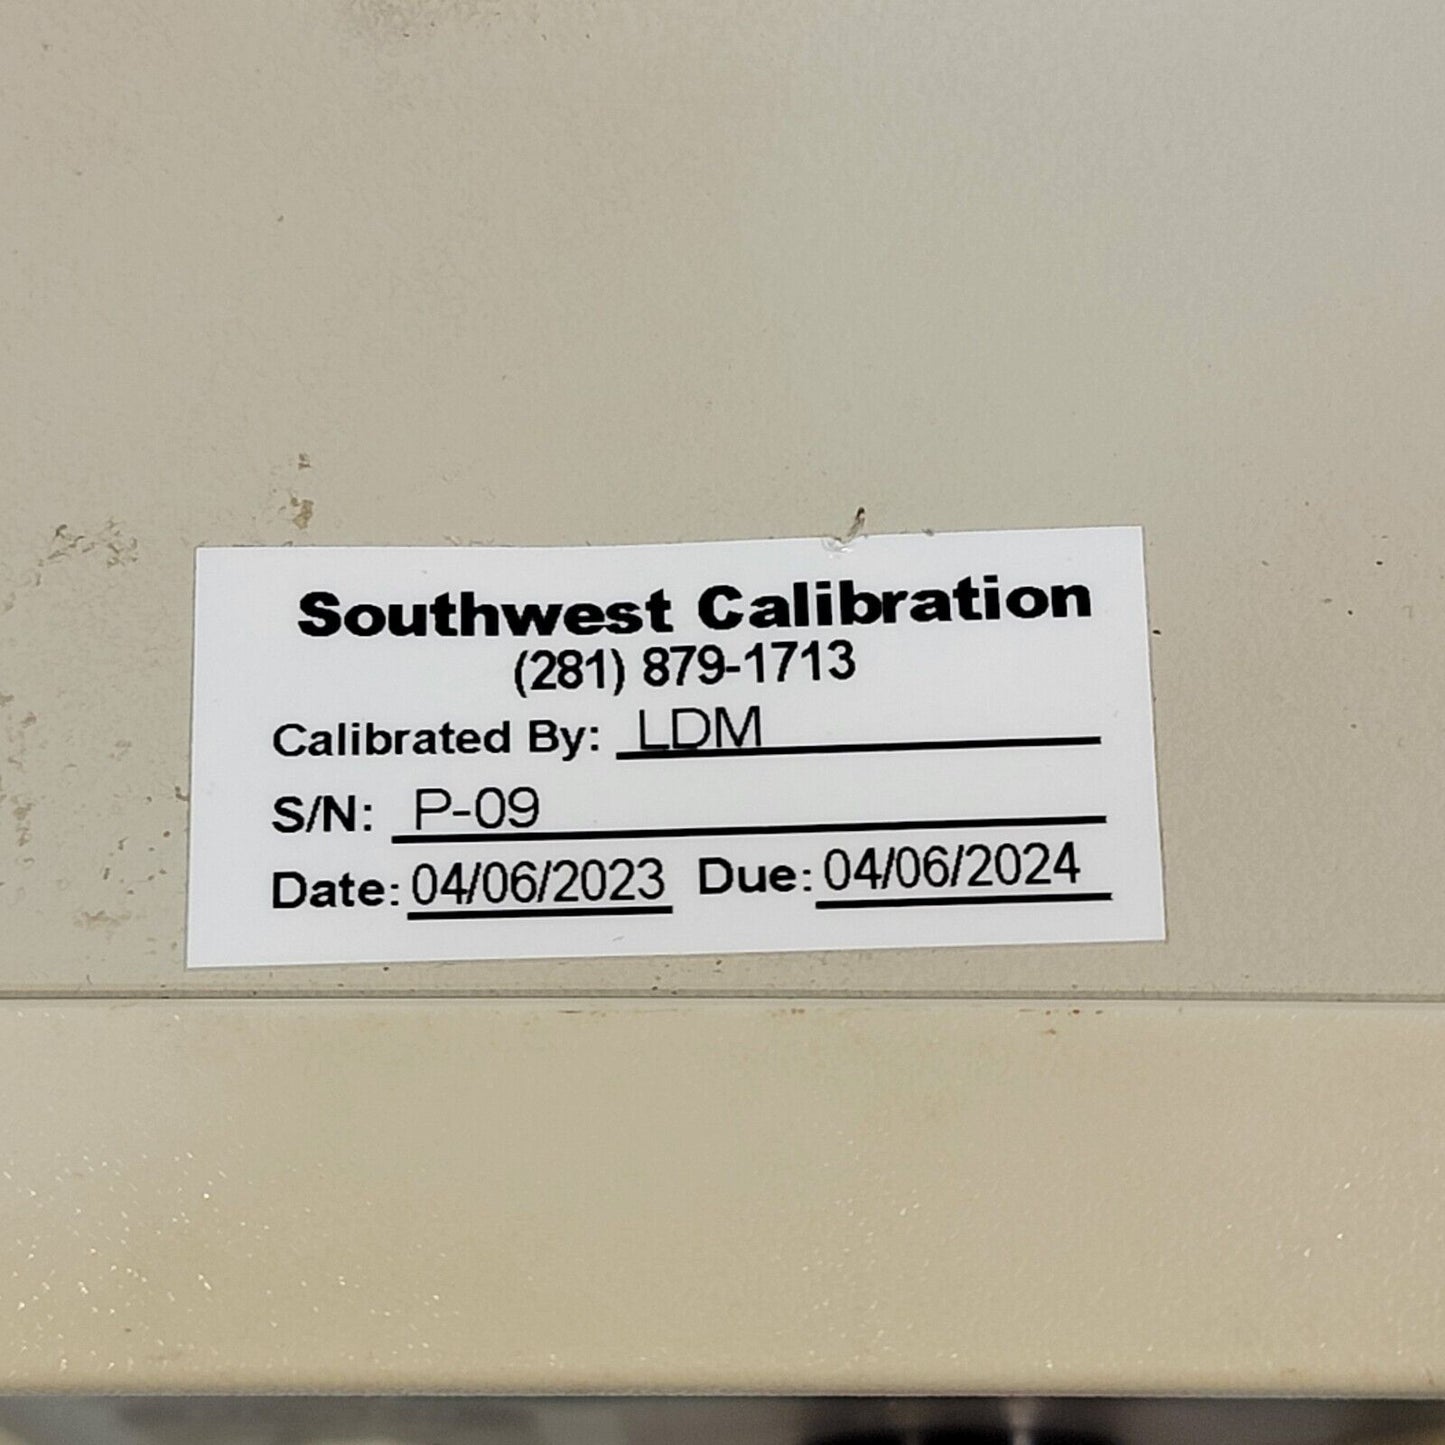 Southwest Calibration
(281) 879-1713
Calibrated By: LDM
S/N: P-09
Date: 04/06/2023 Due: 04/06/2024